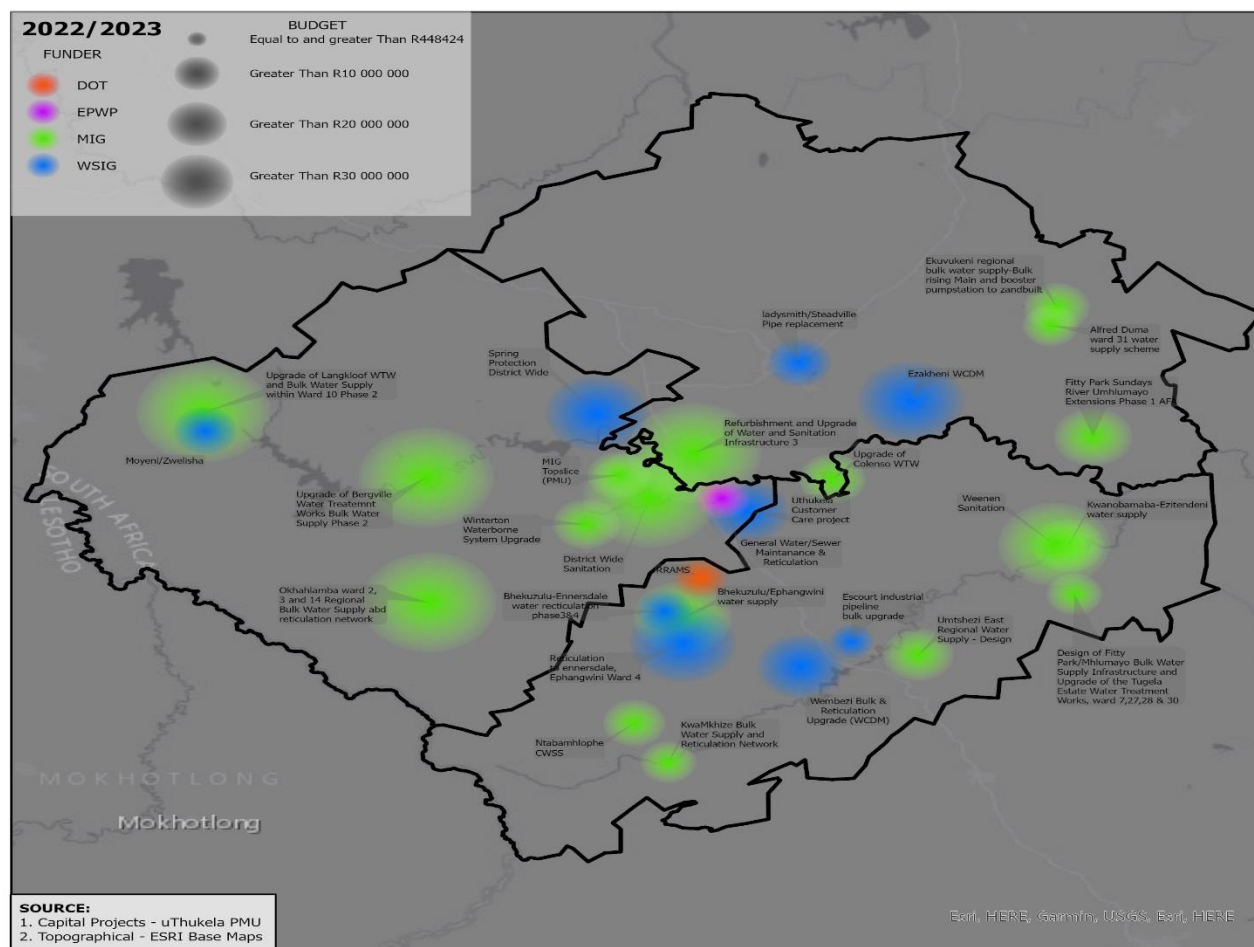 2022/2023
FUNDER
DOT
EPWP
MIG
WSIG
BUDGET
Equal to and greater Than R448424
Greater Than R10 000 000
Greater Than R20 000 000
Greater Than R30 000 000
Ekuvukeni regional
bulk water supply-Bulk
rising Main and booster
pumpstation to zandbuilt
Alfred Duma
ward 31 water
supply scheme
ladysmith/Steadville
Pipe replacement
Spring
Protection
District Wide
Ezakheni WCDM
Upgrade of Langkloof WTW
and Bulk Water Supply
within Ward 10 Phase 2
Moyeni/Zwelisha
Fitty Park Sundays
River Umhlumayo
Extensions Phase 1 AFA
Refurbishment and Upgrade
of Water and Sanitation
Infrastructure 3
Upgrade of
Colenso WTW
MIG
Topslice
(PMU)
Upgrade of Bergville
Water Treatemnt
Works Bulk Water
Supply Phase 2
Winterton
Waterborne
System Upgrade
District Wide
Sanitation
Uthukela
Customer
Care project
General Water/Sewer
Maintanance &
Reticulation
Weenen
Sanitation
Kwanobamaba-Ezitendeni
water supply
SOUTH AFRICA
LESOTHO
RRAMS
Okhahlamba ward 2,
3 and 14 Regional
Bulk Water Supply abd
reticulation network
Bhekuzulu-Ennersdale
water recticulation
phase3&4
Bhekuzulu/Ephangwini
water supply
Escourt industrial
pipeline
bulk upgrade
Umtshezi East
Regional Water
Supply - Design
Reticulation
to ennersdale,
Ephangwini Ward 4
Wembezi Bulk &
Reticulation
Upgrade (WCDM)
Design of Fitty
Park/Mhlumayo Bulk Water
Supply Infrastructure and
Upgrade of the Tugela
Estate Water Treatment
Works, ward 7,27,28 & 30
Ntabamhlophe
CWSS
KwaMkhize Bulk
Water Supply and
Reticulation Network
MOKHOTLONG
Mokhotlong
SOURCE:
1. Capital Projects - uThukela PMU
2. Topographical - ESRI Base Maps
Esri, HERE, Garmin, USGS, Esri, HERE